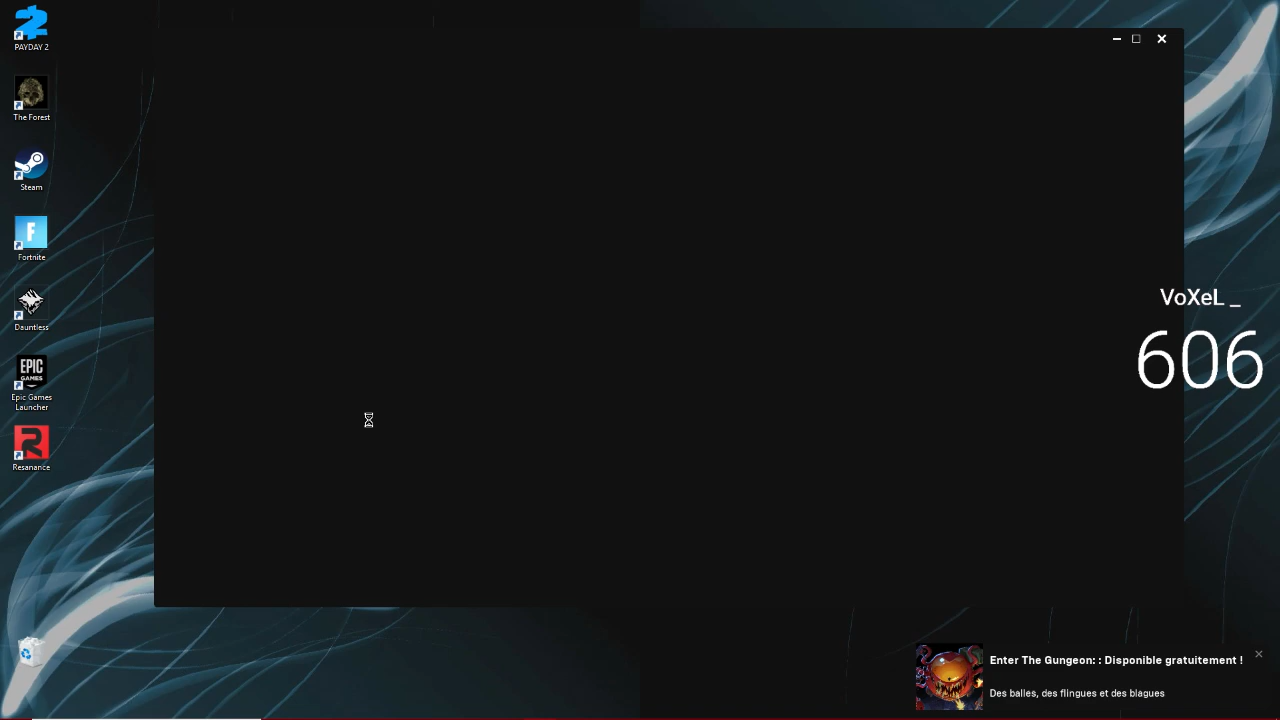 PAYDAY 2
The Forest
Steam
F
Fortnite
Dauntless
EPIC
GAMES
Epic Games
Launcher
R
Resanance
VoXeL _
606
Enter The Gungeon: : Disponible gratuitement !
Des balles, des flingues et des blagues